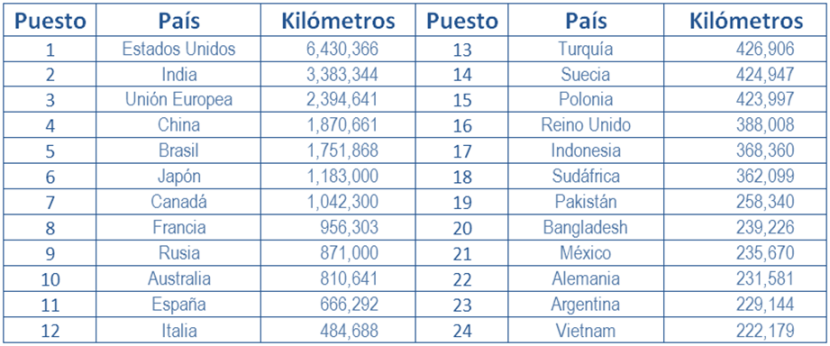 Puesto País Kilómetros Puesto País Kilómetros
1 Estados Unidos 6,430,366 13 Turquía 426,906
2 India 3,383,344 14 Suecia 424,947
3 Unión Europea 2,394,641 15 Polonia 423,997
4 China 1,870,661 16 Reino Unido 388,008
5 Brasil 1,751,868 17 Indonesia 368,360
6 Japón 1,183,000 18 Sudáfrica 362,099
7 Canadá 1,042,300 19 Pakistán 258,340
8 Francia 956,303 20 Bangladesh 239,226
9 Rusia 871,000 21 México 235,670
10 Australia 810,641 22 Alemania 231,581
11 España 666,292 23 Argentina 229,144
12 Italia 484,688 24 Vietnam 222,179